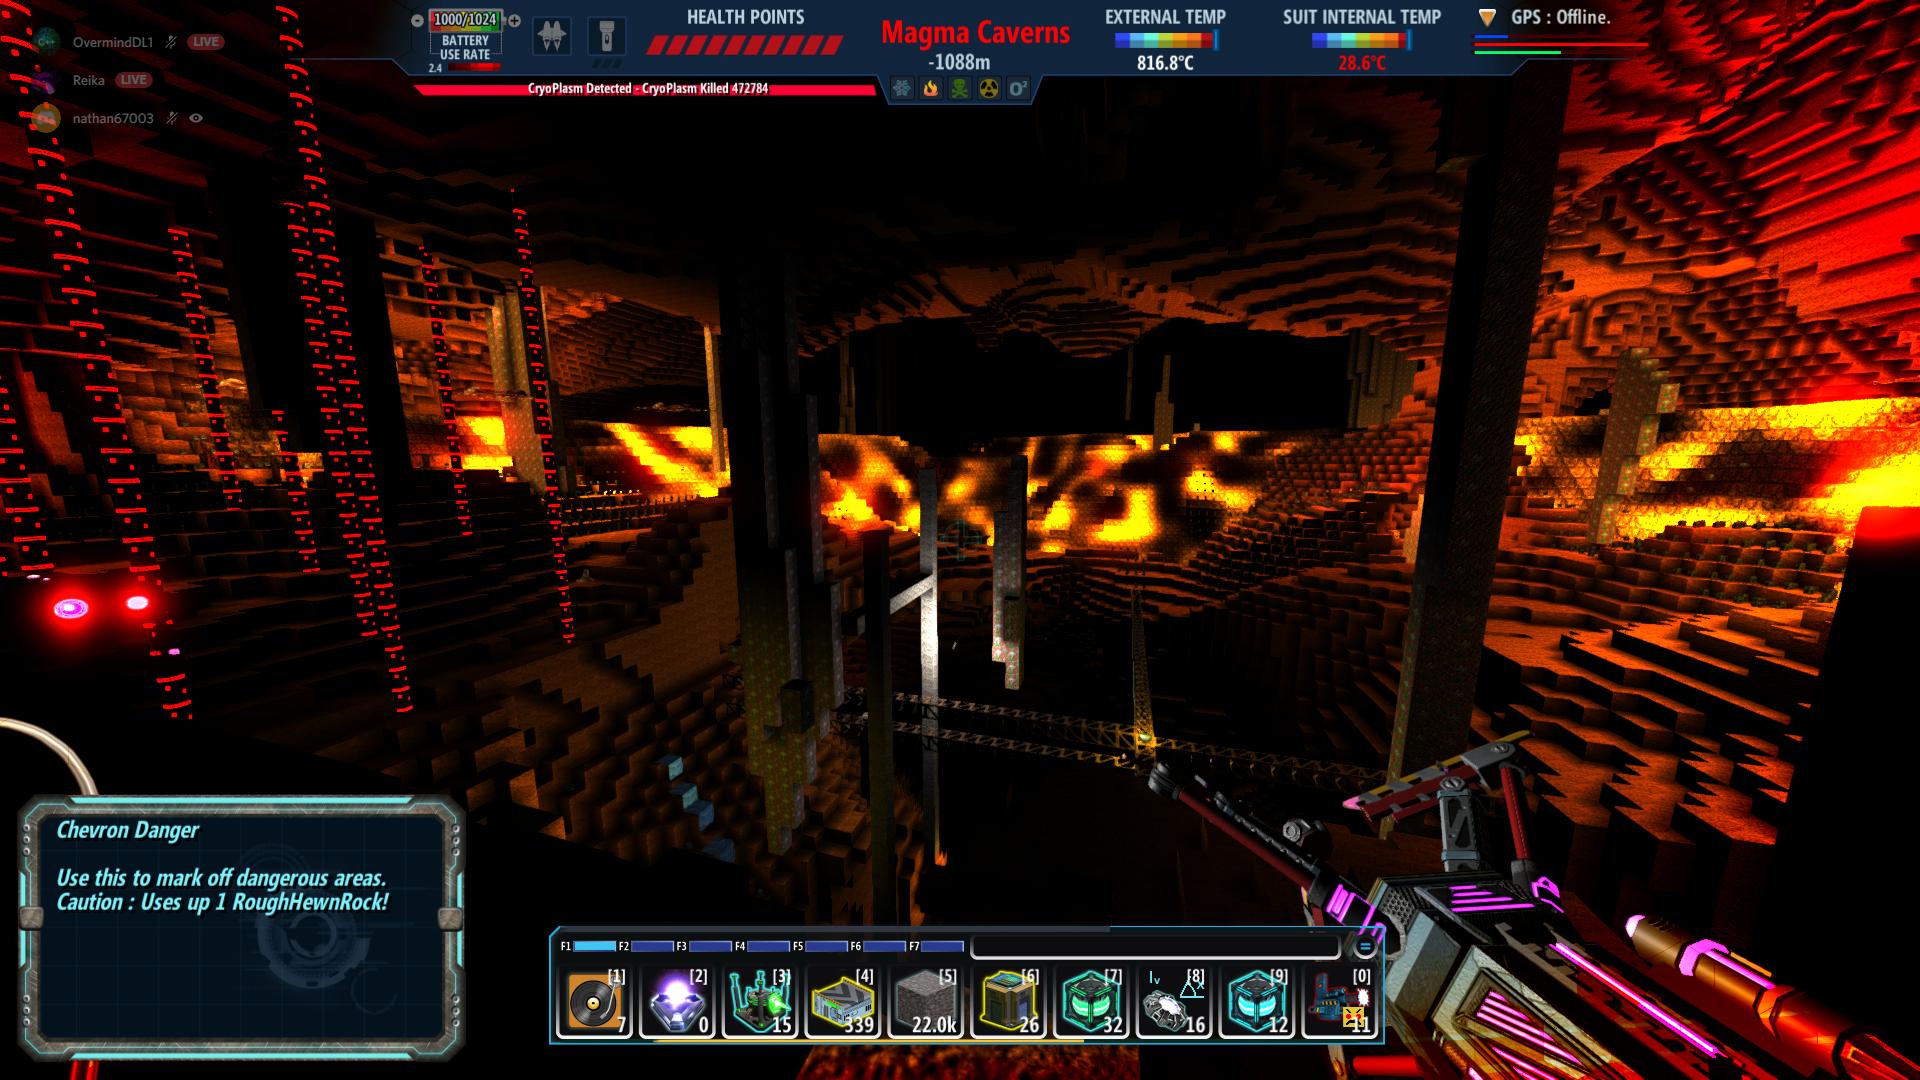 OvermindDL1 LIVE
Reika LIVE
nathan67003
1000/1024
BATTERY
USE RATE
2.4
HEALTH POINTS
Magma Caverns
-1088m
EXTERNAL TEMP
816.8°C
SUIT INTERNAL TEMP
28.6°C
GPS : Offline.
CryoPlasm Detected - CryoPlasm Killed 472784
O²
Chevron Danger
Use this to mark off dangerous areas.
Caution : Uses up 1 RoughHewnRock!
F1 F2 F3 F4 F5 F6 F7
[1] [2] [3] [4] [5] [6] [7] [8] [9] [0]
7 0 15 339 22.0k 26 32 16 12 11